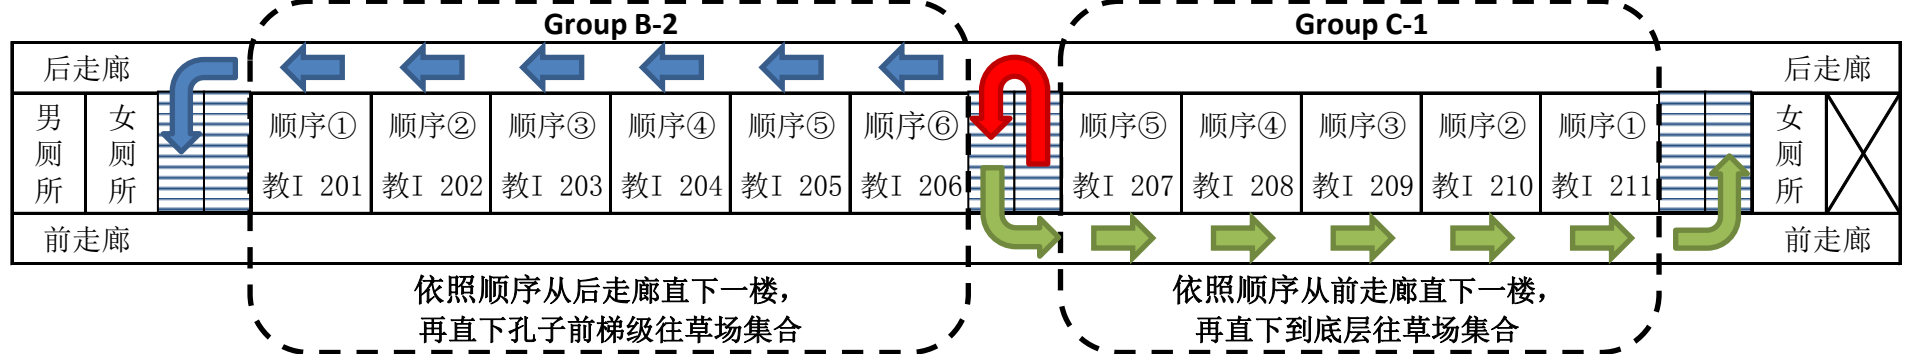 Group B-2
Group C-1
后走廊
后走廊
男厕所
女厕所
顺序①
教I 201
顺序②
教I 202
顺序③
教I 203
顺序④
教I 204
顺序⑤
教I 205
顺序⑥
教I 206
顺序⑤
教I 207
顺序④
教I 208
顺序③
教I 209
顺序②
教I 210
顺序①
教I 211
女厕所
前走廊
前走廊
依照顺序从后走廊直下一楼，
再直下孔子前梯级往草场集合
依照顺序从前走廊直下一楼，
再直下到底层往草场集合